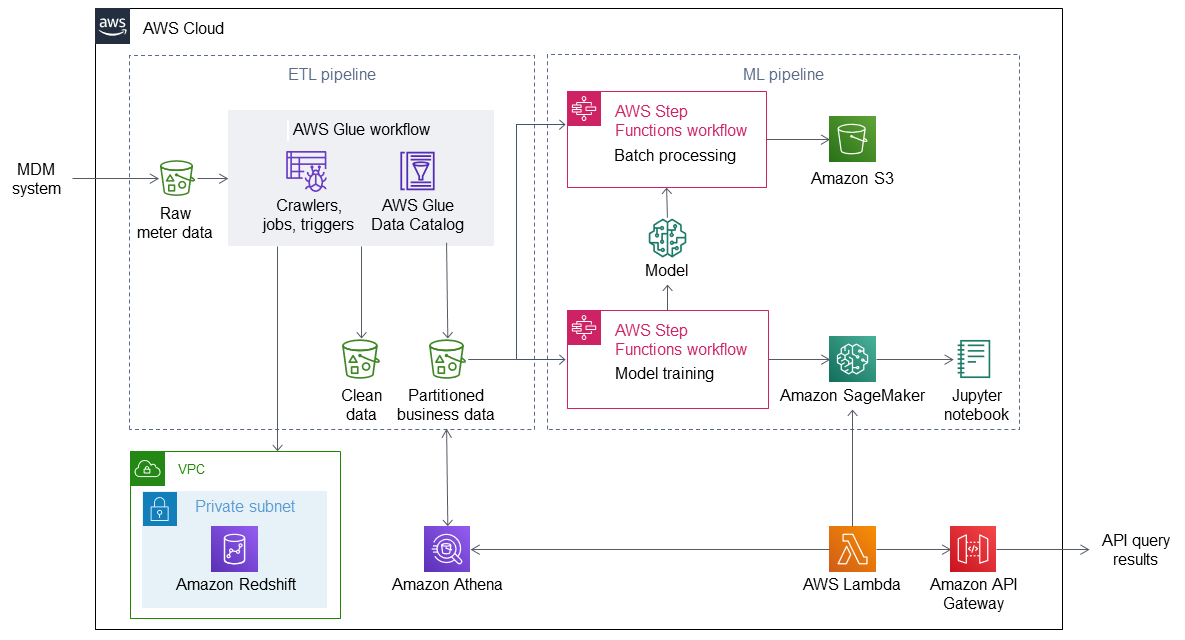 aws
AWS Cloud
ETL pipeline
ML pipeline
AWS Glue workflow
Crawlers,
jobs, triggers
AWS Glue
Data Catalog
MDM
system
Raw
meter data
AWS Step
Functions workflow
Batch processing
Amazon S3
Model
AWS Step
Functions workflow
Model training
Amazon SageMaker
Jupyter
notebook
Clean
data
Partitioned
business data
VPC
Private subnet
Amazon Redshift
Amazon Athena
AWS Lambda
Amazon API
Gateway
API query
results